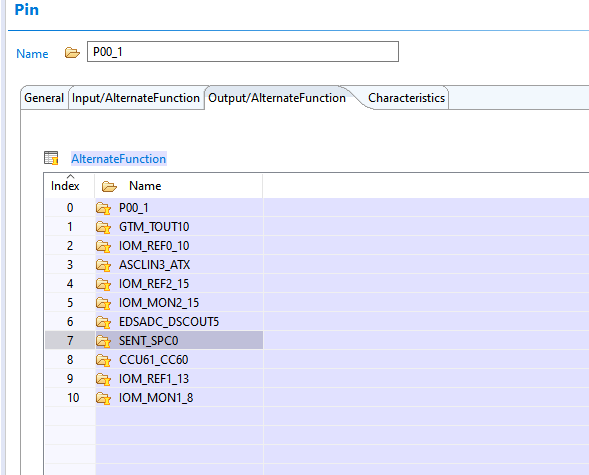 Pin
Name P00_1
General Input/AlternateFunction Output/AlternateFunction Characteristics
AlternateFunction
Index Name
0 P00_1
1 GTM_TOUT10
2 IOM_REF0_10
3 ASCLIN3_ATX
4 IOM_REF2_15
5 IOM_MON2_15
6 EDSADC_DSCOUT5
7 SENT_SPC0
8 CCU61_CC60
9 IOM_REF1_13
10 IOM_MON1_8